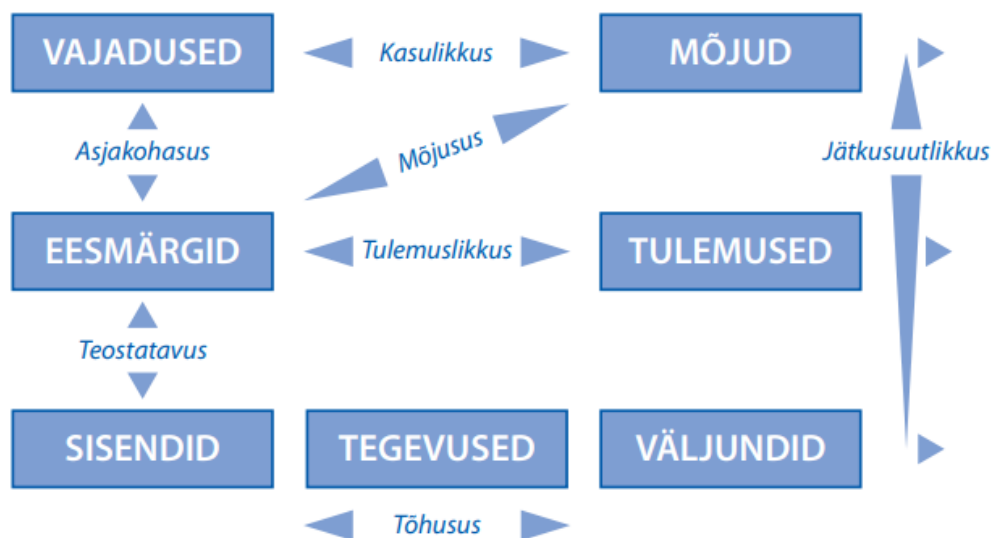 VAJADUSED Kasulikkus MÕJUD
Asjakohasus Mõjusus Jätkusuutlikkus
EESMÄRGID Tulemuslikkus TULEMUSED
Teostatavus
SISENDID TEGEVUSED VÄLJUNDID
Tõhusus